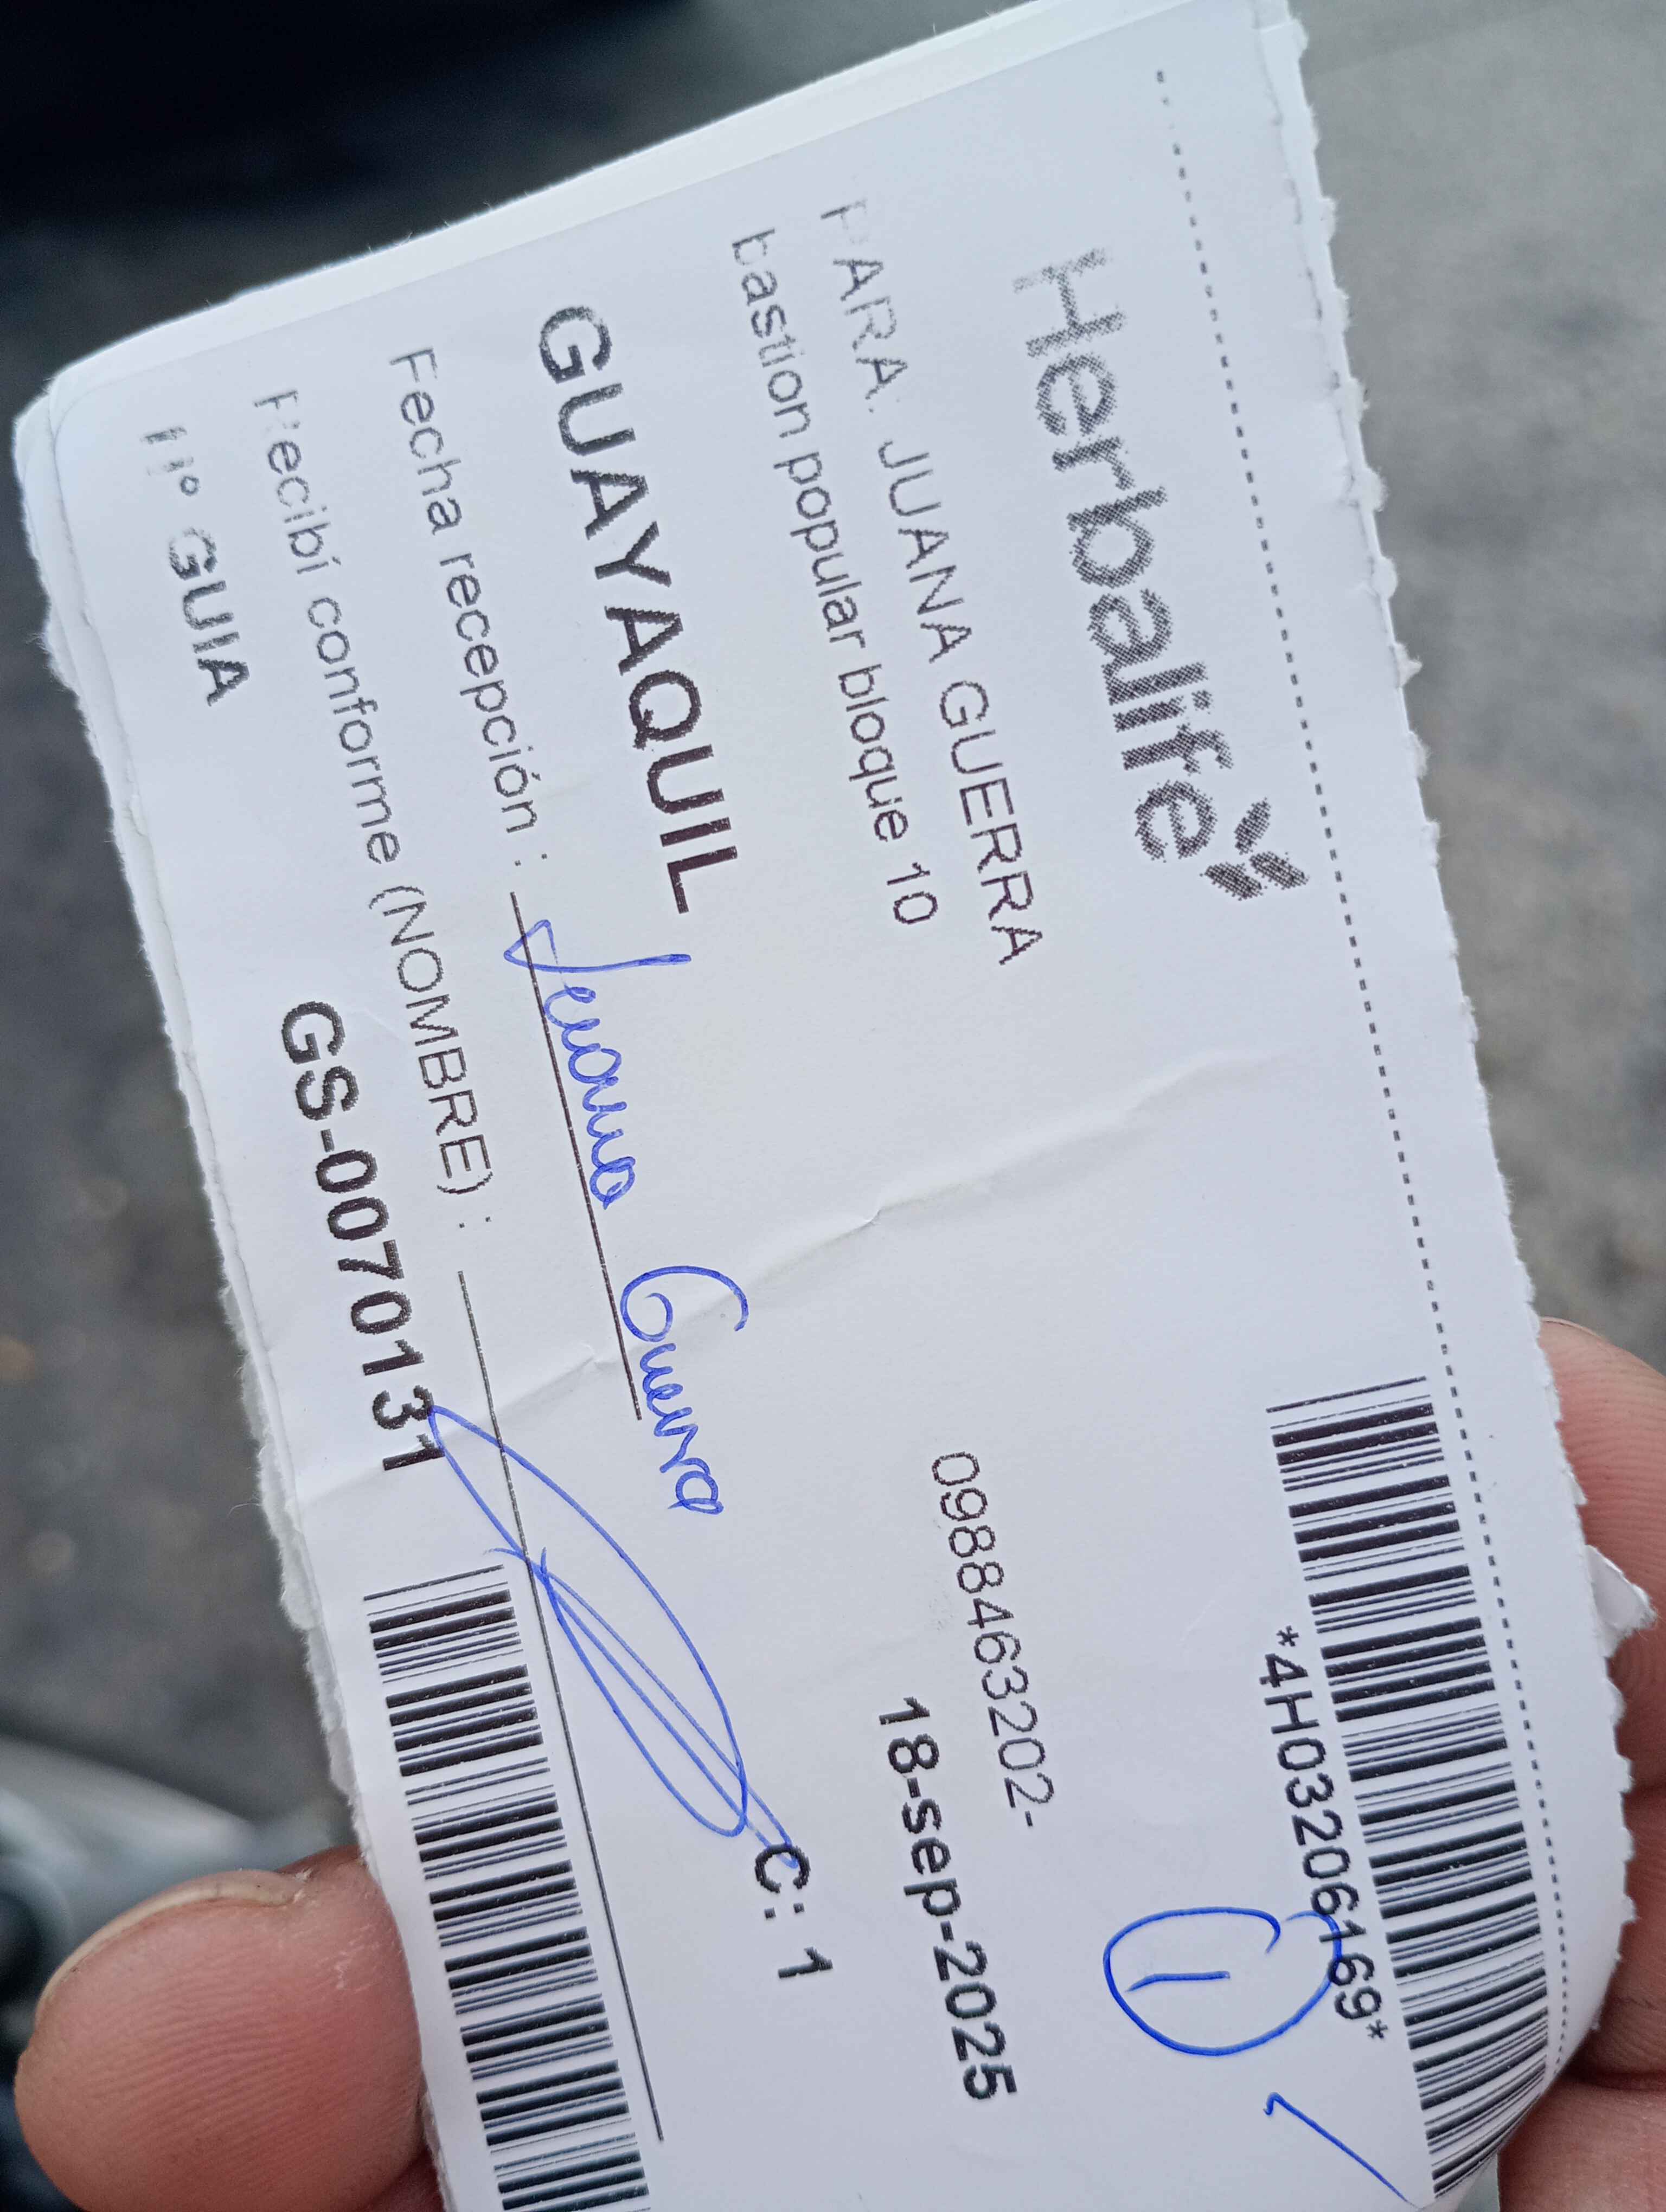 Herbalife
*4H03206169*
PARA: JUANA GUERRA
0988463202-
bastion popular bloque 10
18-sep-2025
GUAYAQUIL
C: 1
Fecha recepción : Juana Guerra
Recibí conforme (NOMBRE) :
Nº GUIA GS-0070131
1